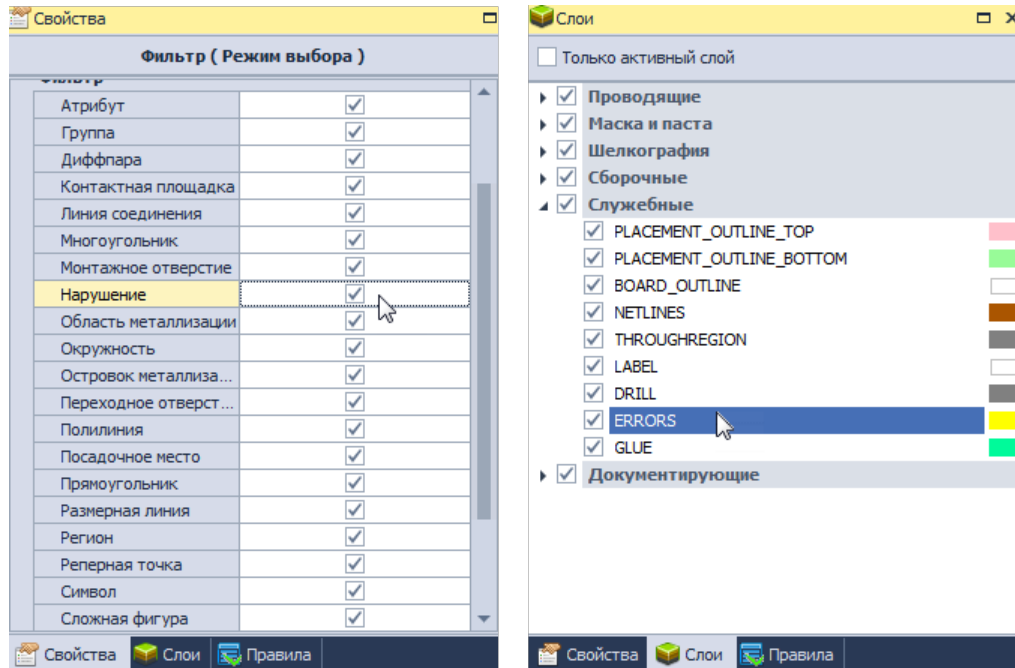 Свойства
Фильтр ( Режим выбора )
Фильтр
Атрибут
Группа
Диффпара
Контактная площадка
Линия соединения
Многоугольник
Монтажное отверстие
Нарушение
Область металлизации
Окружность
Островок металлиза...
Переходное отверст...
Полилиния
Посадочное место
Прямоугольник
Размерная линия
Регион
Реперная точка
Символ
Сложная фигура
Свойства Слои Правила
Слои
Только активный слой
Проводящие
Маска и паста
Шелкография
Сборочные
Служебные
PLACEMENT_OUTLINE_TOP
PLACEMENT_OUTLINE_BOTTOM
BOARD_OUTLINE
NETLINES
THROUGHREGION
LABEL
DRILL
ERRORS
GLUE
Документирующие
Свойства Слои Правила